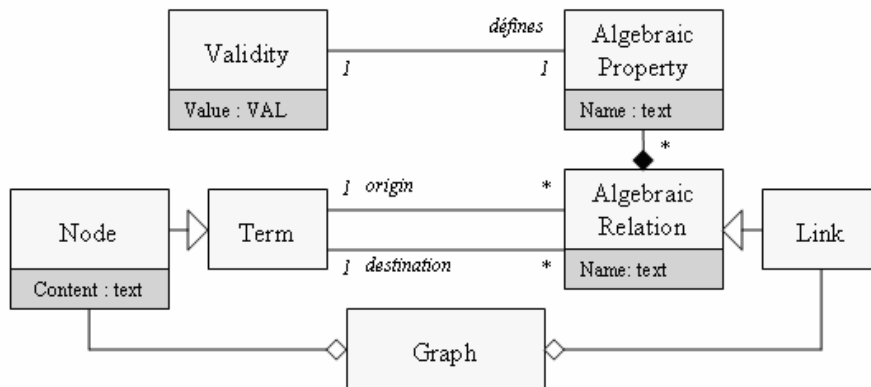 défines
Validity
Algebraic
Property
1
1
Value : VAL
Name : text
*
1 origin *
Algebraic
Relation
Node
Term
Link
1 destination *
Name: text
Content : text
Graph